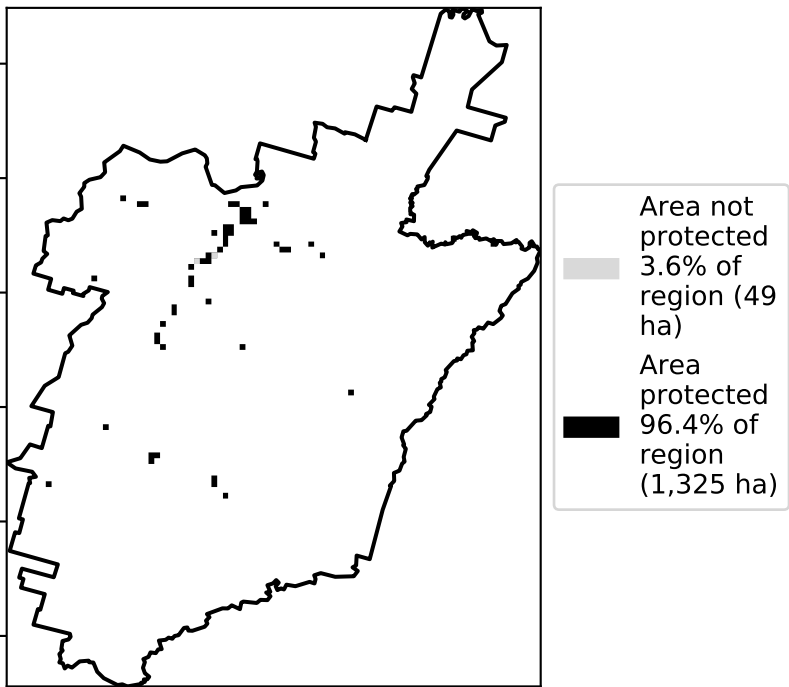 Area not
protected
3.6% of
region (49
ha)
Area
protected
96.4% of
region
(1,325 ha)